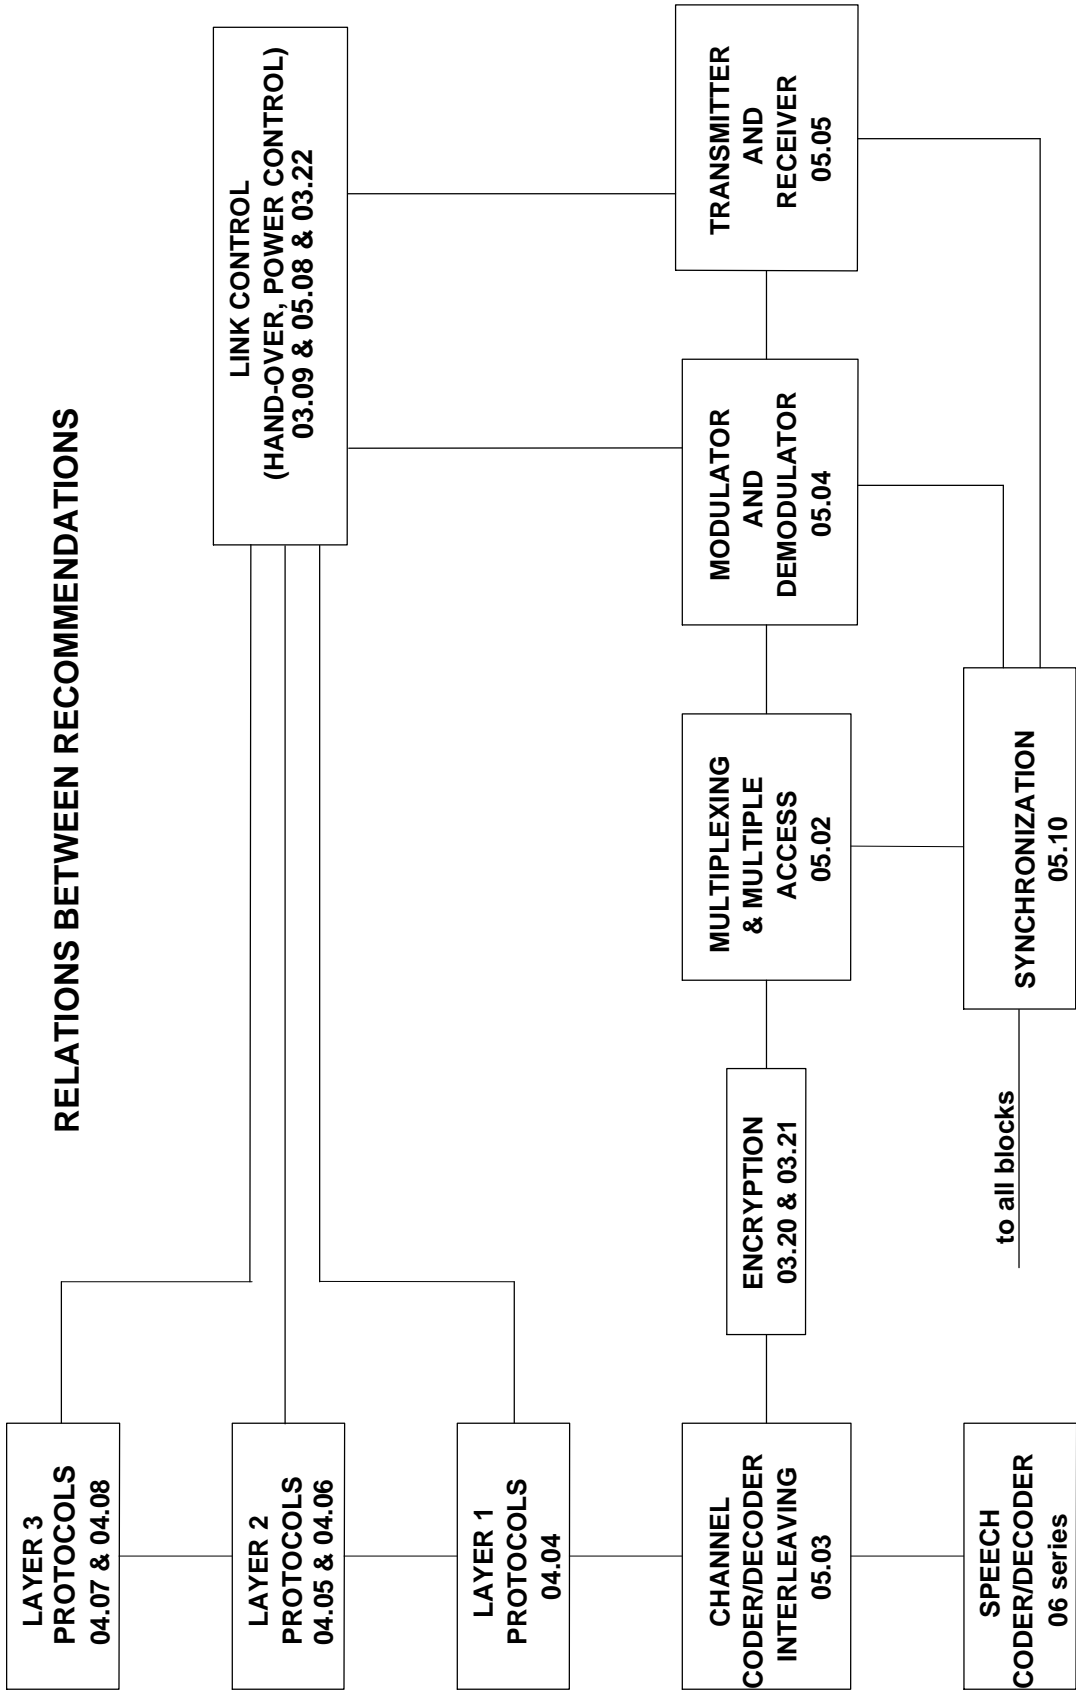 RELATIONS BETWEEN RECOMMENDATIONS
LAYER 3
PROTOCOLS
04.07 & 04.08
LAYER 2
PROTOCOLS
04.05 & 04.06
LINK CONTROL
(HAND-OVER, POWER CONTROL)
03.09 & 05.08 & 03.22
LAYER 1
PROTOCOLS
04.04
CHANNEL
CODER/DECODER
INTERLEAVING
05.03
ENCRYPTION
03.20 & 03.21
MULTIPLEXING
& MULTIPLE
ACCESS
05.02
MODULATOR
AND
DEMODULATOR
05.04
TRANSMITTER
AND
RECEIVER
05.05
SPEECH
CODER/DECODER
06 series
to all blocks
SYNCHRONIZATION
05.10